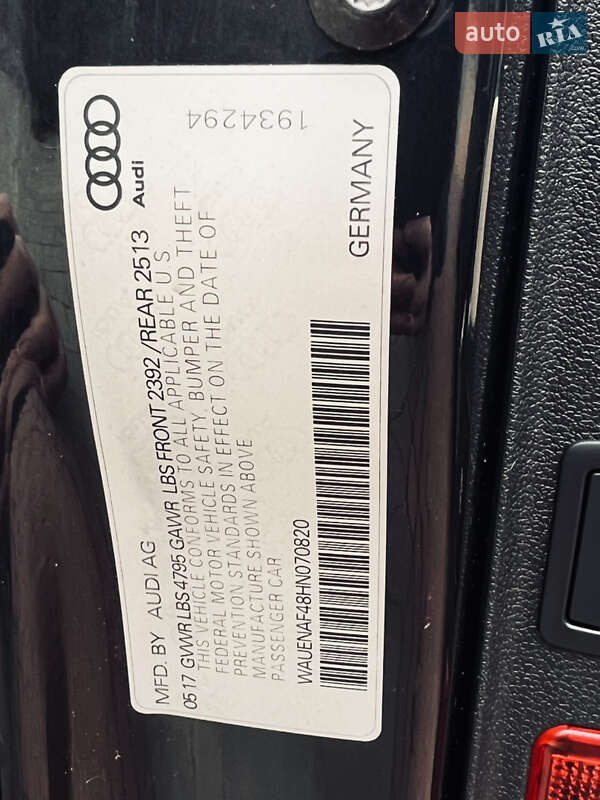 auto RIA.com
Audi
1934294
MFD. BY AUDI AG
05 17 GVWR LBS 4795 GAWR LBS FRONT 2392 /REAR 2513
THIS VEHICLE CONFORMS TO ALL APPLICABLE U.S.
FEDERAL MOTOR VEHICLE SAFETY, BUMPER AND THEFT
PREVENTION STANDARDS IN EFFECT ON THE DATE OF
MANUFACTURE SHOWN ABOVE
PASSENGER CAR
GERMANY
WAUENAF48HN070820